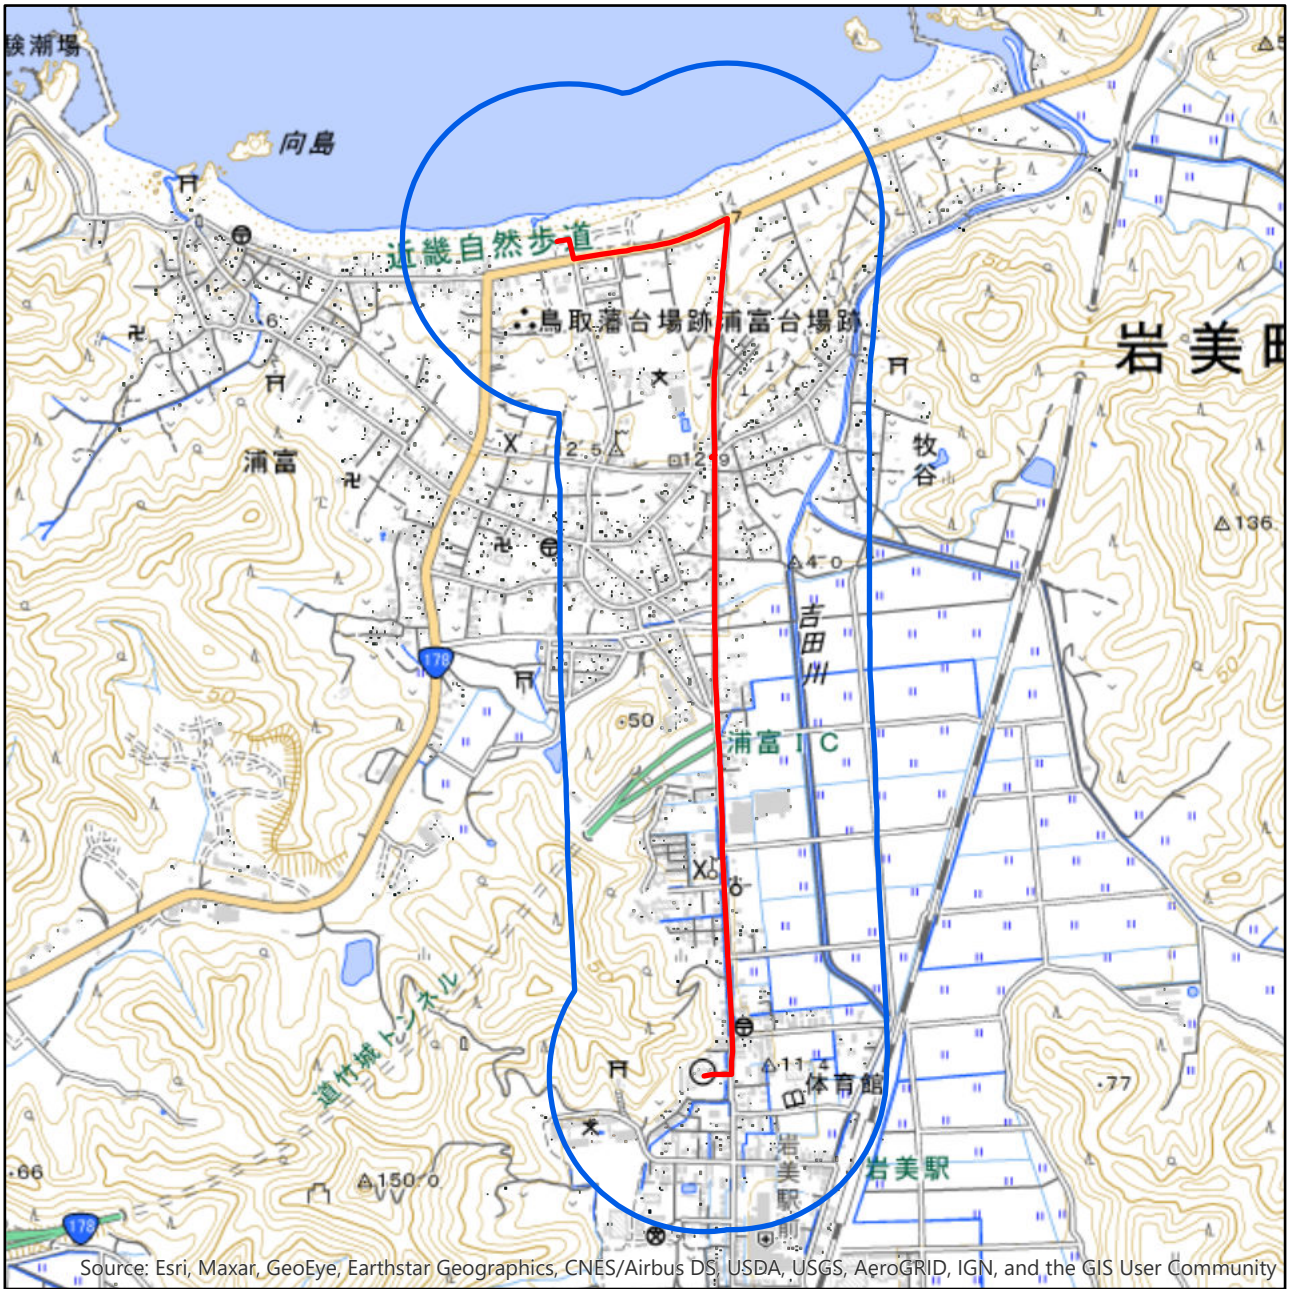 験潮場
向島
近畿自然歩道
7
鳥取藩台場跡浦富台場跡
岩美町
6
2.5
12.9
牧谷
浦富
136.
4.0
吉田川
178
50
50
50
浦富IC
50
道竹城トンネル
11.4
体育館
77
岩美駅
岩美駅前
66
150.0
178
Source: Esri, Maxar, GeoEye, Earthstar Geographics, CNES/Airbus DS, USDA, USGS, AeroGRID, IGN, and the GIS User Community